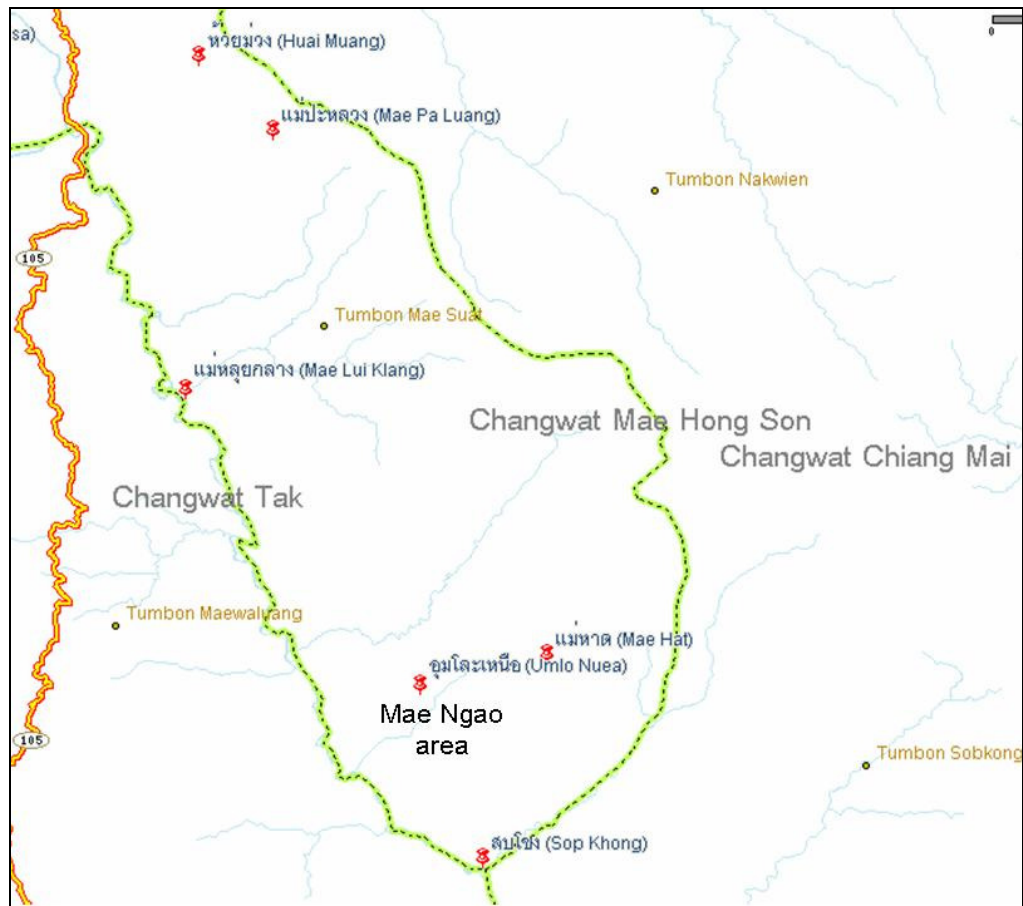 sa)
ห้วยม่วง (Huai Muang)
0
แม่ปะหลวง (Mae Pa Luang)
Tumbon Nakwien
105
Tumbon Mae Suat
แม่หลุยกลาง (Mae Lui Klang)
Changwat Mae Hong Son
Changwat Chiang Mai
Changwat Tak
Tumbon Maewaluang
แม่หาด (Mae Hat)
อุมโละเหนือ (Umlo Nuea)
Mae Ngao
area
105
Tumbon Sobkong
สบโขง (Sop Khong)